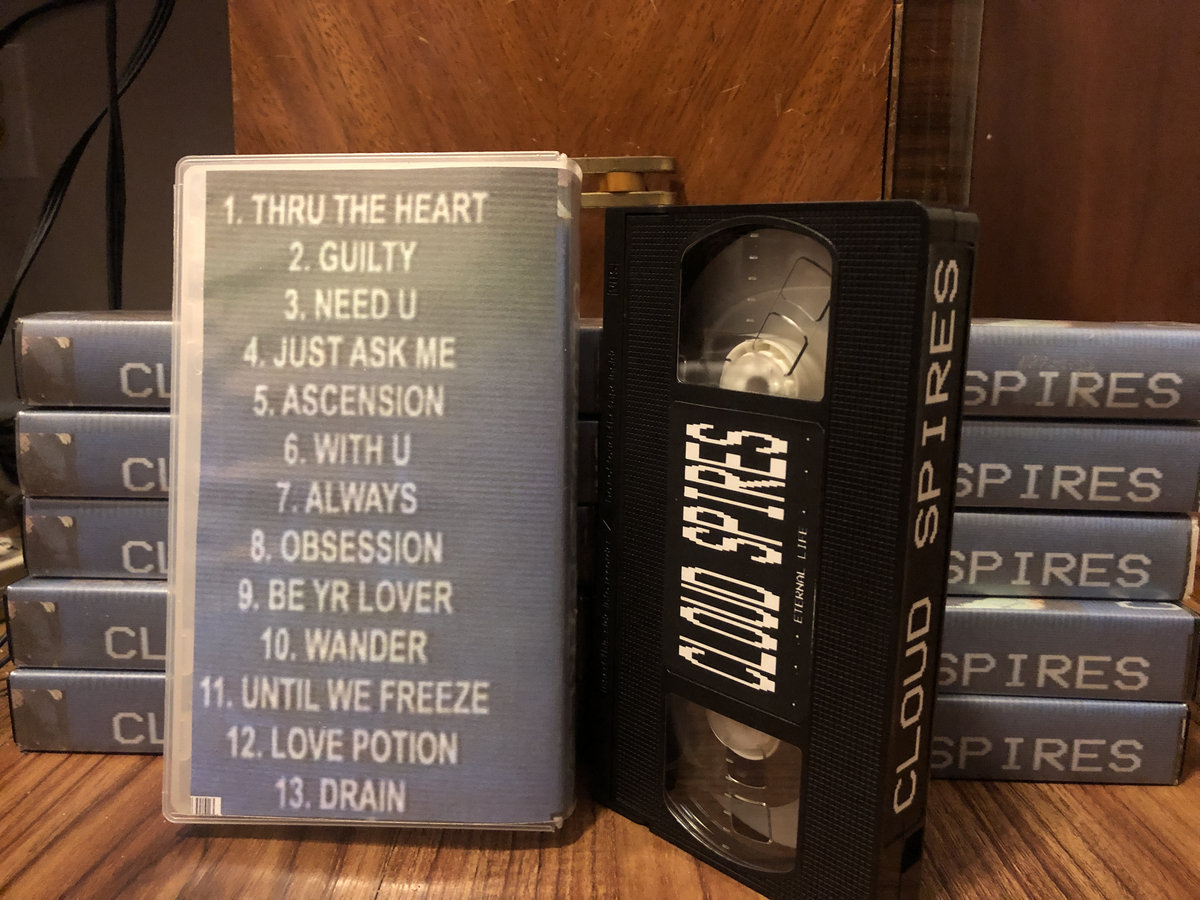 1. THRU THE HEART
2. GUILTY
3. NEED U
4. JUST ASK ME
5. ASCENSION
6. WITH U
7. ALWAYS
8. OBSESSION
9. BE YR LOVER
10. WANDER
11. UNTIL WE FREEZE
12. LOVE POTION
13. DRAIN
CLOUD SPIRES
· ETERNAL LIFE ·
CLOUD SPIRES
CL
SPIRES
CL
SPIRES
CL
SPIRES
CL
SPIRES
CL
SPIRES